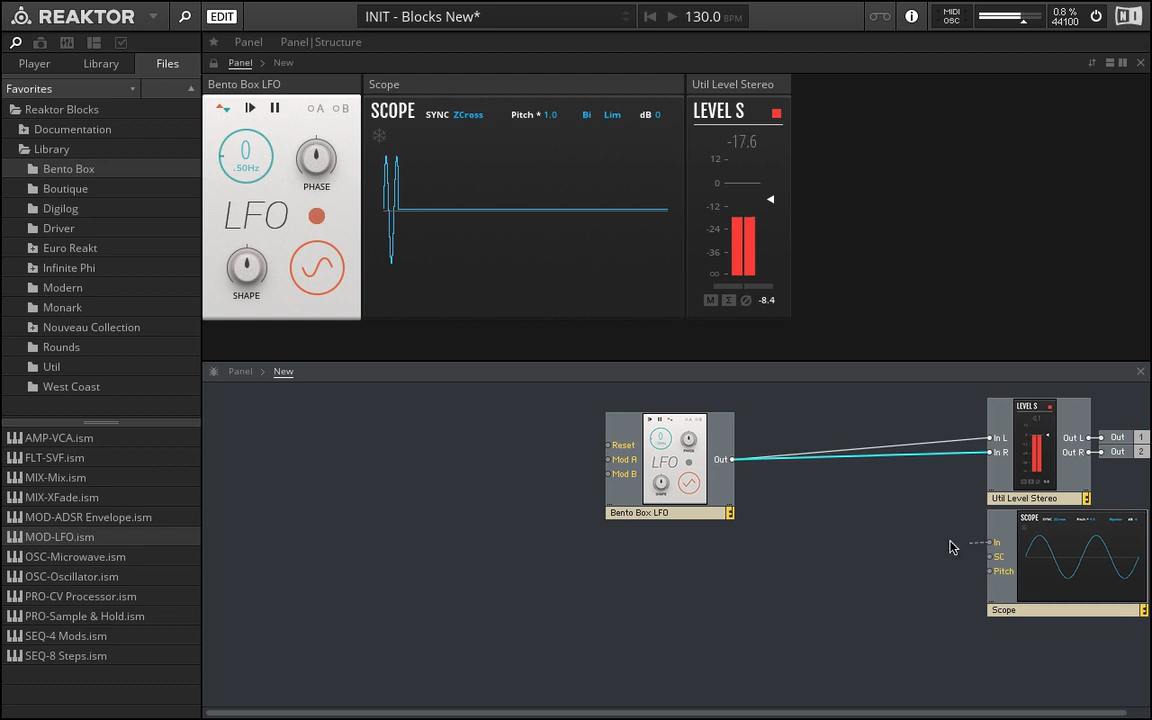 REAKTOR
EDIT
INIT - Blocks New*
130.0 BPM
MIDI
OSC
0.8 %
44100
Panel
Panel|Structure
Player
Library
Files
Panel
New
Favorites
Bento Box LFO
Scope
Util Level Stereo
Reaktor Blocks
Documentation
Library
Bento Box
Boutique
Digilog
Driver
Euro Reakt
Infinite Phi
Modern
Monark
Nouveau Collection
Rounds
Util
West Coast
A
B
0
.50Hz
PHASE
LFO
SHAPE
SCOPE
SYNC ZCross
Pitch * 1.0
Bi
Lim
dB 0
LEVEL S
-17.6
12
0
-12
-24
-36
∞
M
Σ
-8.4
Panel
New
AMP-VCA.ism
FLT-SVF.ism
MIX-Mix.ism
MIX-XFade.ism
MOD-ADSR Envelope.ism
MOD-LFO.ism
OSC-Microwave.ism
OSC-Oscillator.ism
PRO-CV Processor.ism
PRO-Sample & Hold.ism
SEQ-4 Mods.ism
SEQ-8 Steps.ism
Reset
Mod A
Mod B
LFO
Out
Bento Box LFO
LEVEL S
In L
In R
Out L
Out R
Out 1
Out 2
Util Level Stereo
SCOPE
In
SC
Pitch
Scope